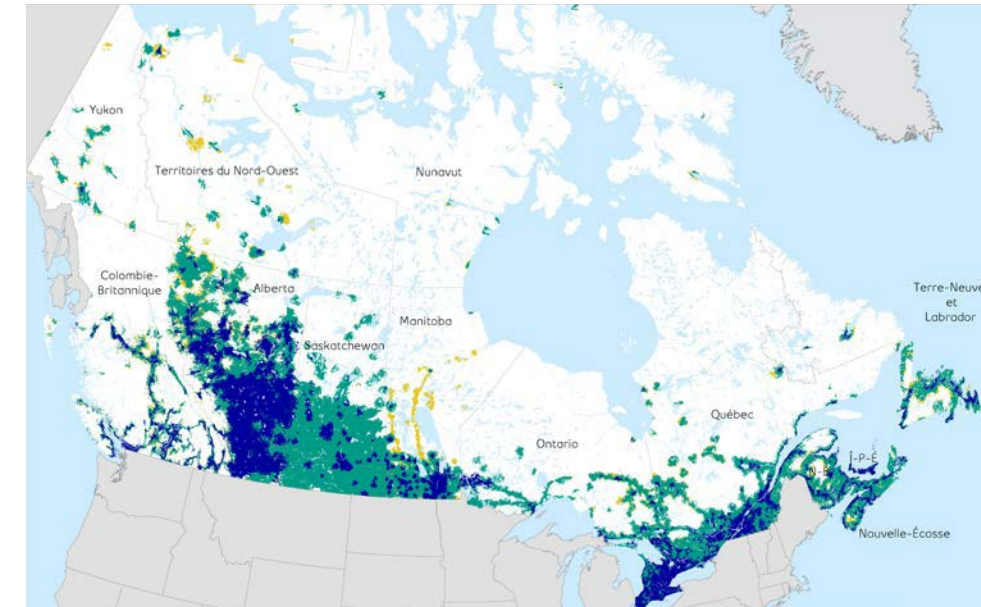 Yukon
Territoires du Nord-Ouest
Nunavut
Colombie-
Britannique
Alberta
Saskatchewan
Manitoba
Ontario
Québec
Terre-Neuve
et
Labrador
Î-P-É
N-B
Nouvelle-Écosse